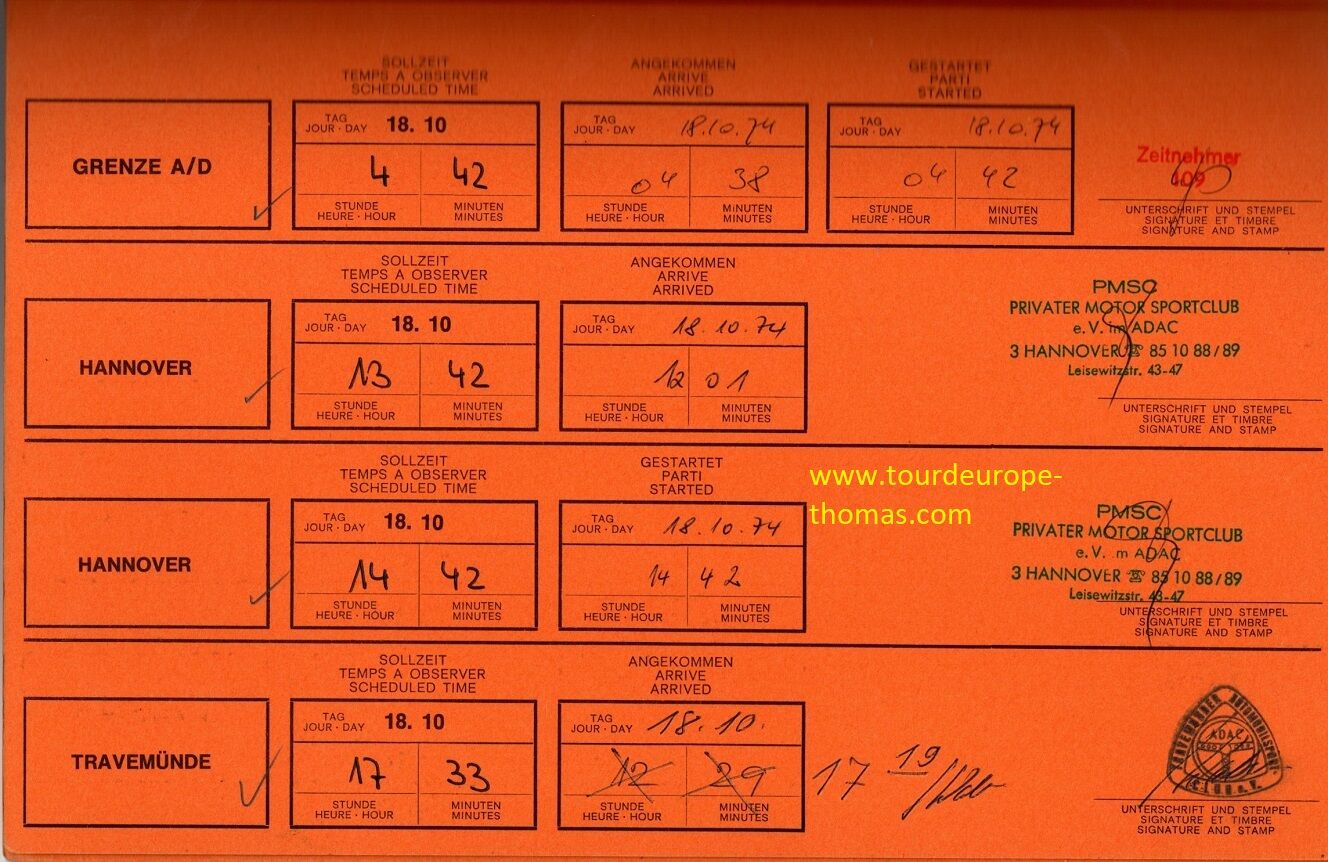 SOLLZEIT
TEMPS A OBSERVER
SCHEDULED TIME
ANGEKOMMEN
ARRIVE
ARRIVED
GESTARTET
PARTI
STARTED
GRENZE A/D
TAG
JOUR · DAY 18. 10
4 42
STUNDE MINUTEN
HEURE · HOUR MINUTES
TAG
JOUR · DAY 18.10.74
04 38
STUNDE MINUTEN
HEURE · HOUR MINUTES
TAG
JOUR · DAY 18.10.74
04 42
STUNDE MINUTEN
HEURE · HOUR MINUTES
Zeitnehmer
109
UNTERSCHRIFT UND STEMPEL
SIGNATURE ET TIMBRE
SIGNATURE AND STAMP
SOLLZEIT
TEMPS A OBSERVER
SCHEDULED TIME
ANGEKOMMEN
ARRIVE
ARRIVED
HANNOVER
TAG
JOUR · DAY 18. 10
13 42
STUNDE MINUTEN
HEURE · HOUR MINUTES
TAG
JOUR · DAY 18. 10. 74
12 01
STUNDE MINUTEN
HEURE · HOUR MINUTES
PMSC
PRIVATER MOTOR SPORTCLUB
e. V. im ADAC
3 HANNOVER ☏ 85 10 88/89
Leisewitzstr. 43-47
UNTERSCHRIFT UND STEMPEL
SIGNATURE ET TIMBRE
SIGNATURE AND STAMP
SOLLZEIT
TEMPS A OBSERVER
SCHEDULED TIME
GESTARTET
PARTI
STARTED
HANNOVER
TAG
JOUR · DAY 18. 10
14 42
STUNDE MINUTEN
HEURE · HOUR MINUTES
TAG
JOUR · DAY 18. 10. 74
14 42
STUNDE MINUTEN
HEURE · HOUR MINUTES
www.tourdeurope-
thomas.com
PMSC
PRIVATER MOTOR SPORTCLUB
e. V. m ADAC
3 HANNOVER ☏ 85 10 88/89
Leisewitzstr. 43-47
UNTERSCHRIFT UND STEMPEL
SIGNATURE ET TIMBRE
SIGNATURE AND STAMP
SOLLZEIT
TEMPS A OBSERVER
SCHEDULED TIME
ANGEKOMMEN
ARRIVE
ARRIVED
TRAVEMÜNDE
TAG
JOUR · DAY 18. 10
17 33
STUNDE MINUTEN
HEURE · HOUR MINUTES
TAG
JOUR · DAY 18. 10.
12 29
STUNDE MINUTEN
HEURE · HOUR MINUTES
17 19
TRAVEMÜNDER AUTOMOBILSPORT
ADAC
CLUB e.V.
UNTERSCHRIFT UND STEMPEL
SIGNATURE ET TIMBRE
SIGNATURE AND STAMP